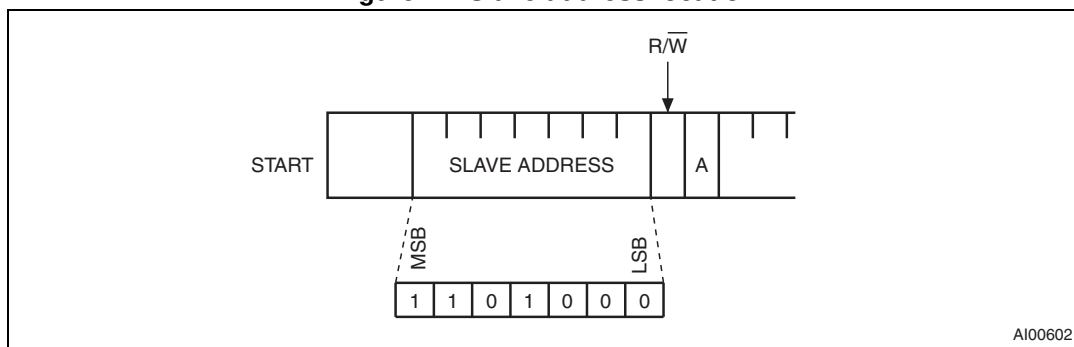 R/W̅
START
SLAVE ADDRESS
A
MSB
LSB
1 1 0 1 0 0 0
AI00602